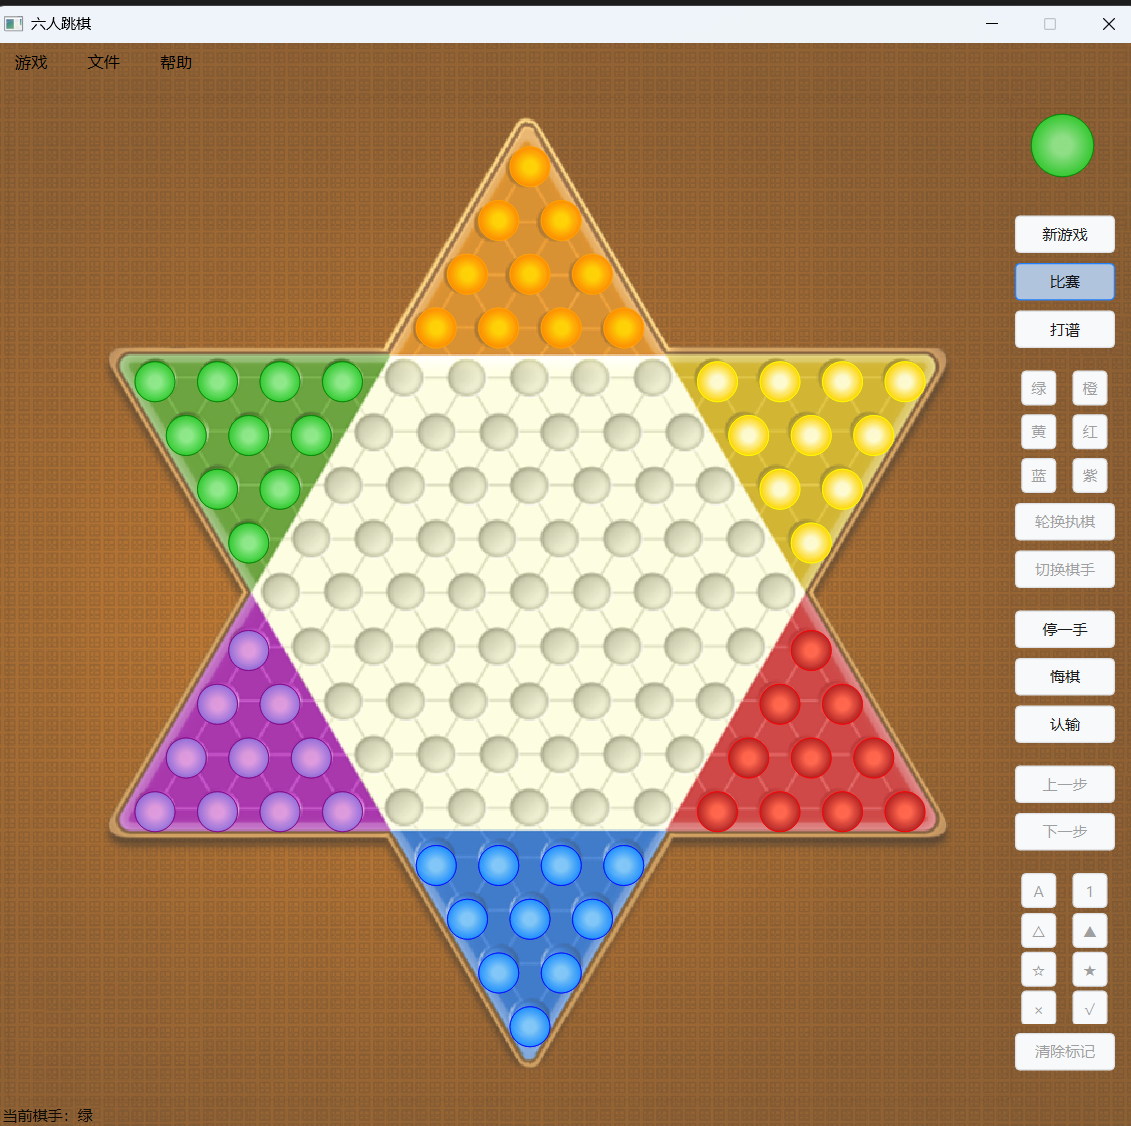 六人跳棋
游戏 文件 帮助
新游戏
比赛
打谱
绿 橙
黄 红
蓝 紫
轮换执棋
切换棋手
停一手
悔棋
认输
上一步
下一步
A 1
△ ▲
☆ ★
× √
清除标记
当前棋手：绿